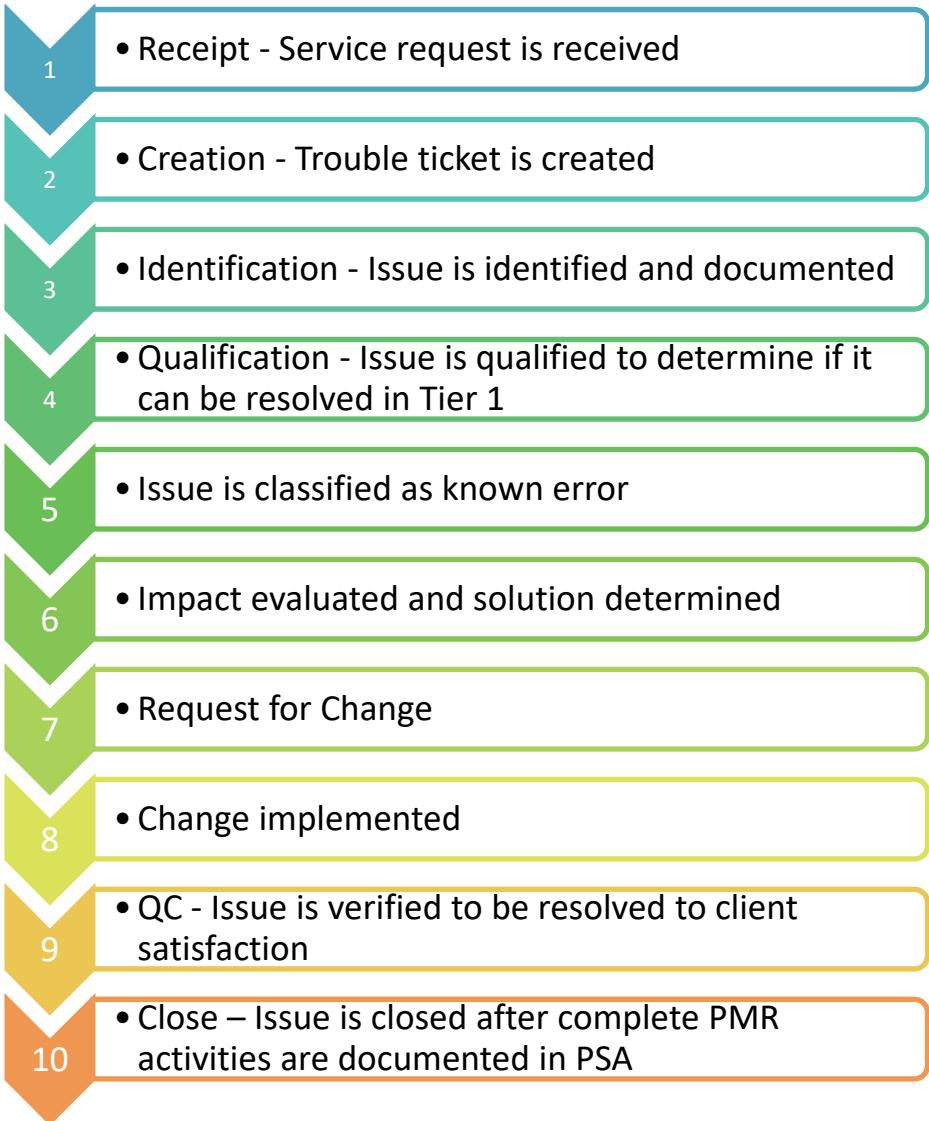 1
• Receipt - Service request is received
2
• Creation - Trouble ticket is created
3
• Identification - Issue is identified and documented
4
• Qualification - Issue is qualified to determine if it
can be resolved in Tier 1
5
• Issue is classified as known error
6
• Impact evaluated and solution determined
7
• Request for Change
8
• Change implemented
9
• QC - Issue is verified to be resolved to client
satisfaction
10
• Close – Issue is closed after complete PMR
activities are documented in PSA